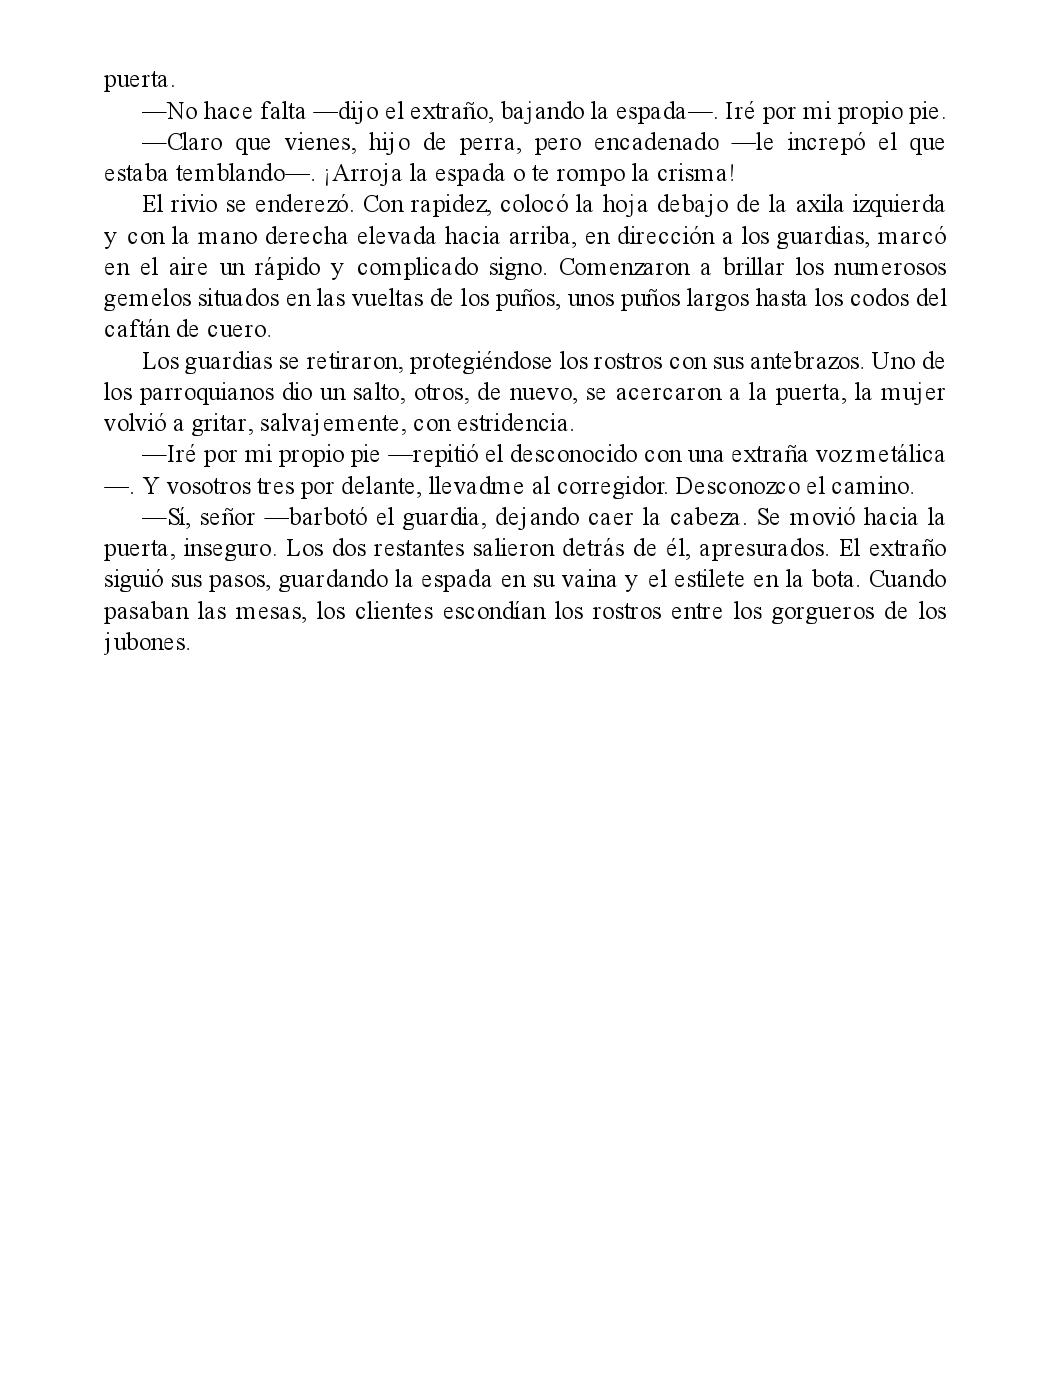 puerta.
—No hace falta —dijo el extraño, bajando la espada—. Iré por mi propio pie.
—Claro que vienes, hijo de perra, pero encadenado —le increpó el que
estaba temblando—. ¡Arroja la espada o te rompo la crisma!
El rivio se enderezó. Con rapidez, colocó la hoja debajo de la axila izquierda
y con la mano derecha elevada hacia arriba, en dirección a los guardias, marcó
en el aire un rápido y complicado signo. Comenzaron a brillar los numerosos
gemelos situados en las vueltas de los puños, unos puños largos hasta los codos del
caftán de cuero.
Los guardias se retiraron, protegiéndose los rostros con sus antebrazos. Uno de
los parroquianos dio un salto, otros, de nuevo, se acercaron a la puerta, la mujer
volvió a gritar, salvajemente, con estridencia.
—Iré por mi propio pie —repitió el desconocido con una extraña voz metálica
—. Y vosotros tres por delante, llevadme al corregidor. Desconozco el camino.
—Sí, señor —barbotó el guardia, dejando caer la cabeza. Se movió hacia la
puerta, inseguro. Los dos restantes salieron detrás de él, apresurados. El extraño
siguió sus pasos, guardando la espada en su vaina y el estilete en la bota. Cuando
pasaban las mesas, los clientes escondían los rostros entre los gorgueros de los
jubones.